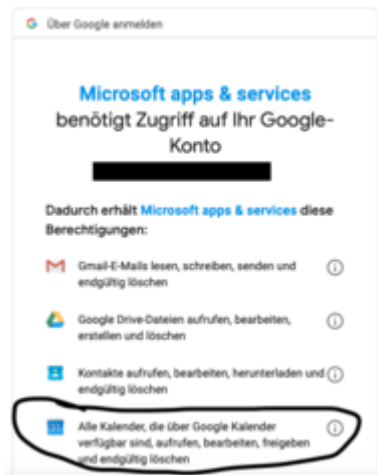 Über Google anmelden
Microsoft apps & services
benötigt Zugriff auf Ihr Google-
Konto
Dadurch erhält Microsoft apps & services diese
Berechtigungen:
Gmail-E-Mails lesen, schreiben, senden und
endgültig löschen
Google Drive-Dateien aufrufen, bearbeiten,
erstellen und löschen
Kontakte aufrufen, bearbeiten, herunterladen und
endgültig löschen
Alle Kalender, die über Google Kalender
verfügbar sind, aufrufen, bearbeiten, freigeben
und endgültig löschen